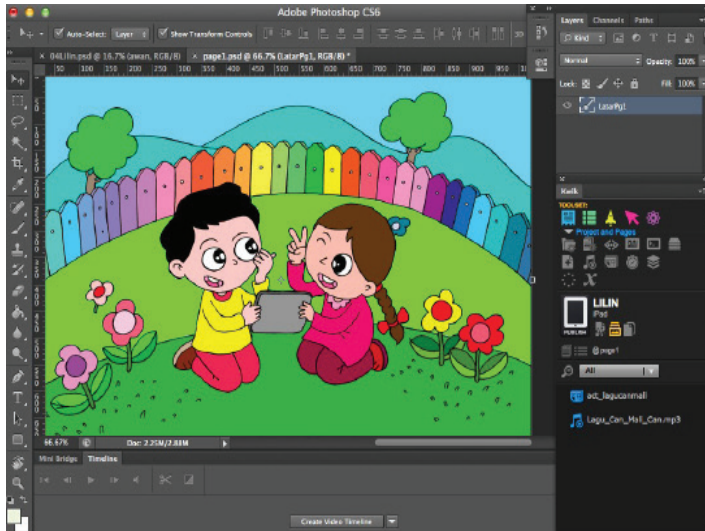 Adobe Photoshop CS6
Auto-Select: Layer Show Transform Controls 3D
× 04Lilin.psd @ 16.7% (awan, RGB/8) × page1.psd @ 66.7% (LatarPg1, RGB/8) *
50 100 150 200 250 300 350 400 450 500 550 600 650 700 750 800 850 900 950
66.67% Doc: 2.25M/2.88M
Mini Bridge Timeline
Create Video Timeline
Layers Channels Paths
Kind
Normal Opacity: 100%
Lock: Fill: 100%
LatarPg1
Kwik
TOOLSET:
Project and Pages
LILIN
iPad
PUBLISH
@page1
All
act_lagucanmali
Lagu_Can_Mali_Can.mp3